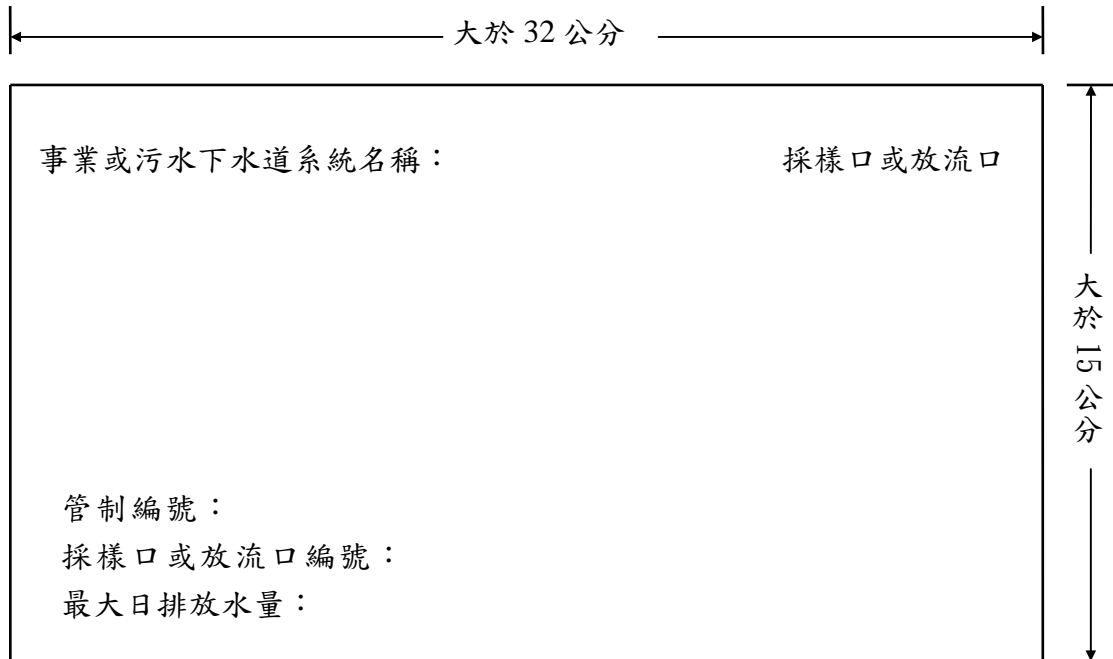 大於 32 公分
事業或污水下水道系統名稱：
採樣口或放流口
大於 15 公分
管制編號：
採樣口或放流口編號：
最大日排放水量：